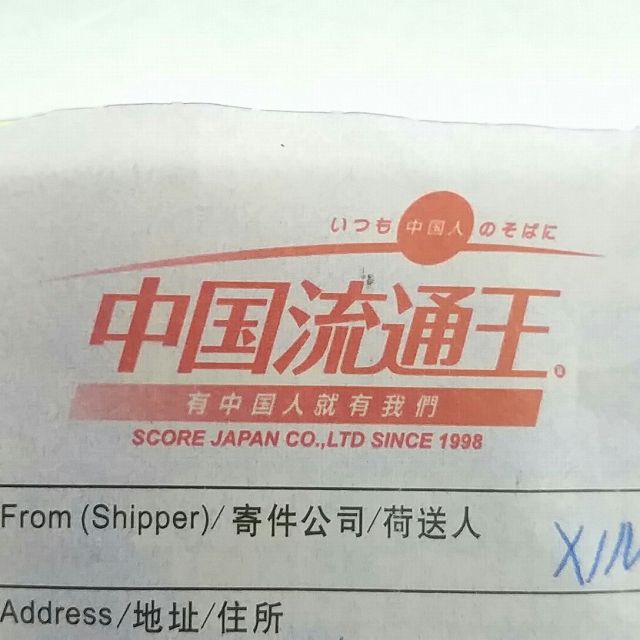 いつも 中国人 のそばに
中国流通王®
有中国人就有我們
SCORE JAPAN CO.,LTD SINCE 1998
From (Shipper)/寄件公司/荷送人
Address/地址/住所